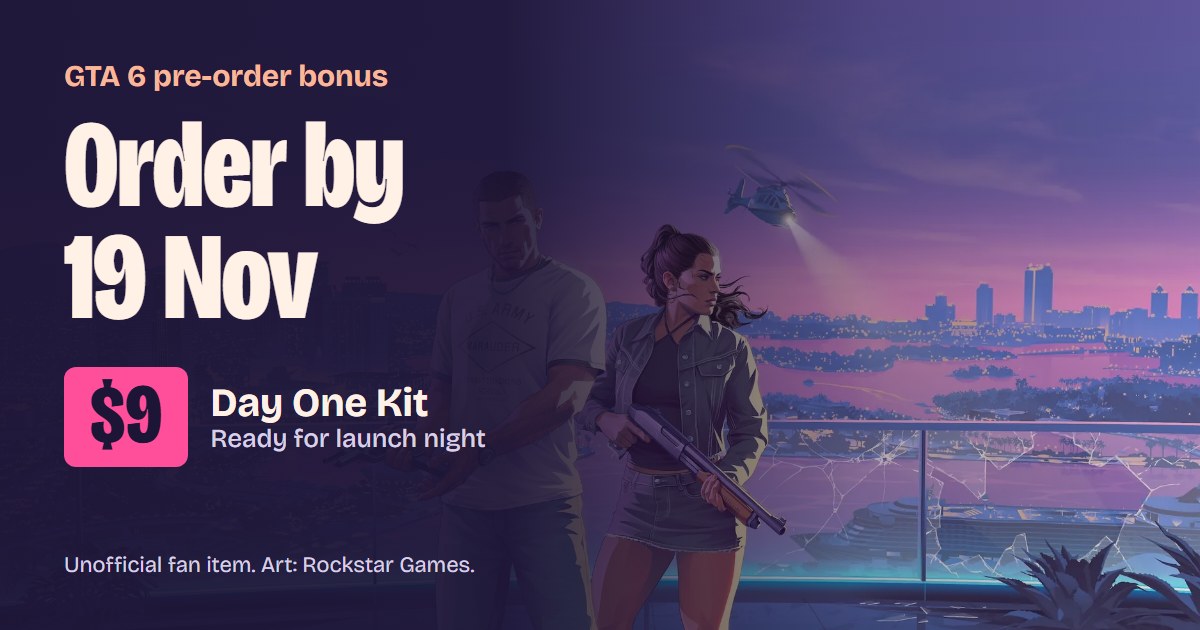 GTA 6 pre-order bonus
Order by
19 Nov
$9
Day One Kit
Ready for launch night
Unofficial fan item. Art: Rockstar Games.